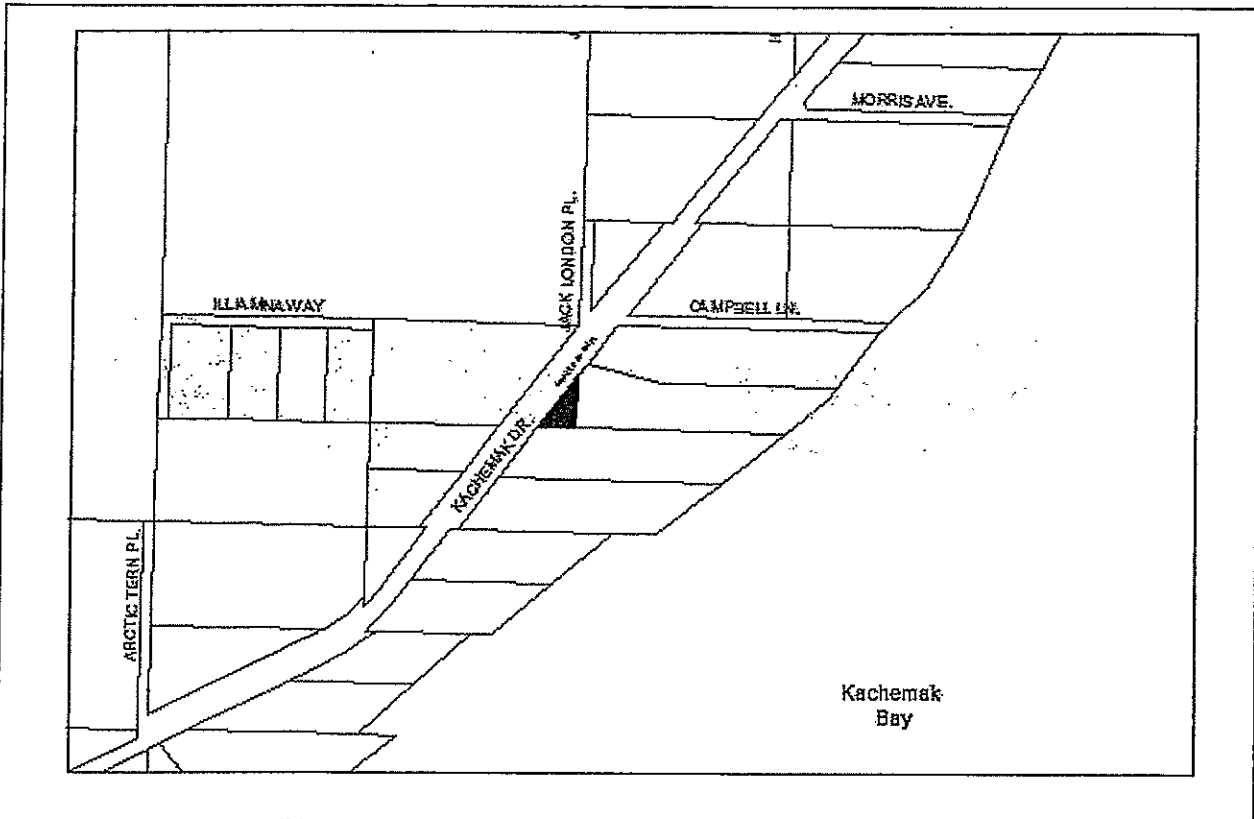 MORRIS AVE.
JACK LONDON PL.
ILLIAMNA WAY
CAMPBELL LN.
KACHEMAK DR.
ARCTIC TERN PL.
Kachemak
Bay